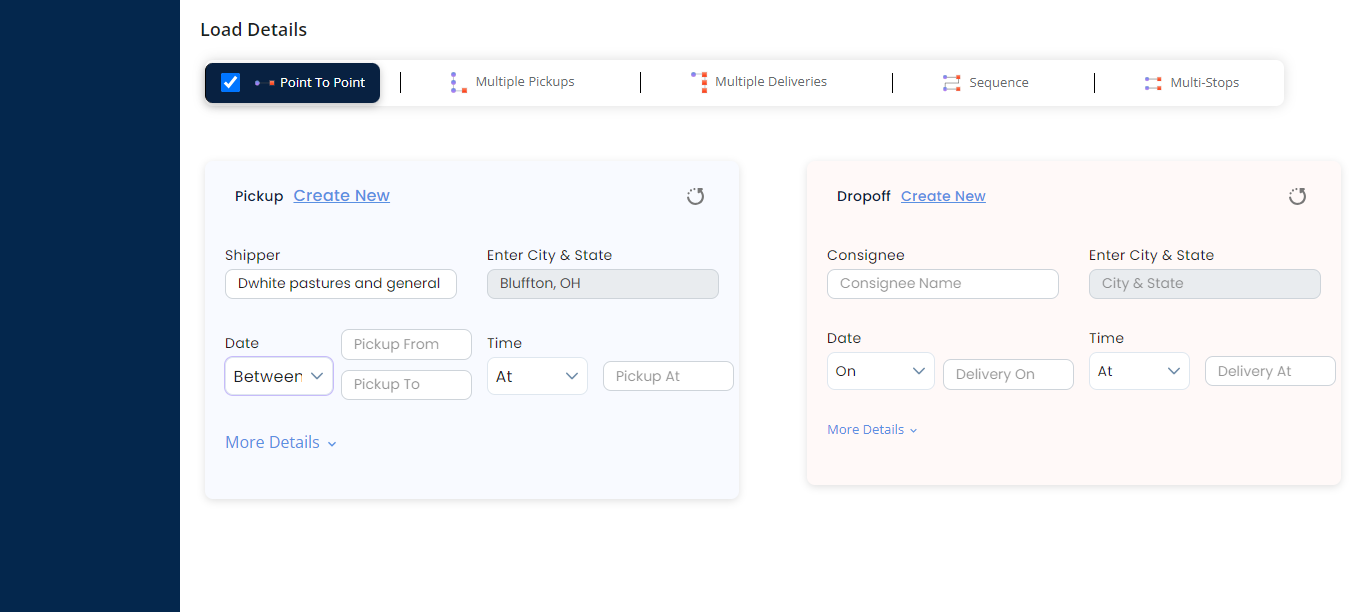 Load Details
Point To Point
Multiple Pickups
Multiple Deliveries
Sequence
Multi-Stops
Pickup Create New
Shipper
Enter City & State
Dwhite pastures and general
Bluffton, OH
Date
Pickup From
Time
Between
Pickup To
At
Pickup At
More Details
Dropoff Create New
Consignee
Enter City & State
Consignee Name
City & State
Date
Time
On
Delivery On
At
Delivery At
More Details